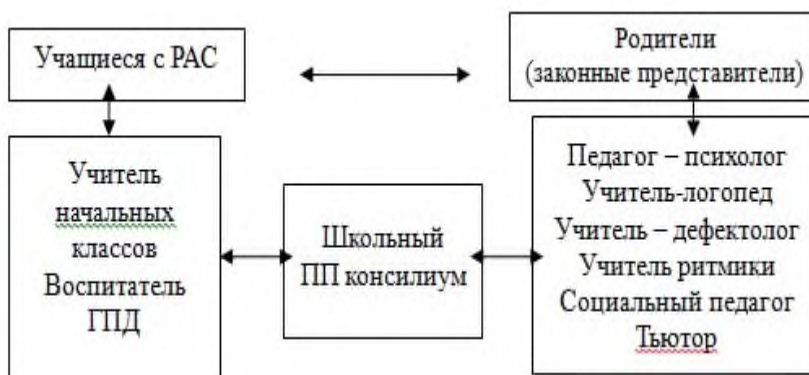 Учащиеся с РАС
Родители
(законные представители)
Учитель
начальных
классов
Воспитатель
ГПД
Школьный
ПП консилиум
Педагог – психолог
Учитель-логопед
Учитель – дефектолог
Учитель ритмики
Социальный педагог
Тьютор